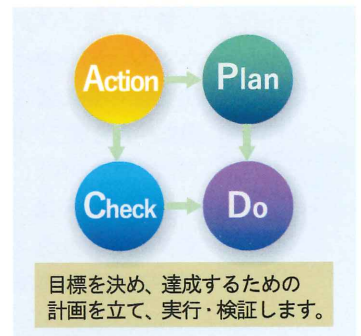 Action
Plan
Check
Do
目標を決め、達成するための
計画を立て、実行・検証します。